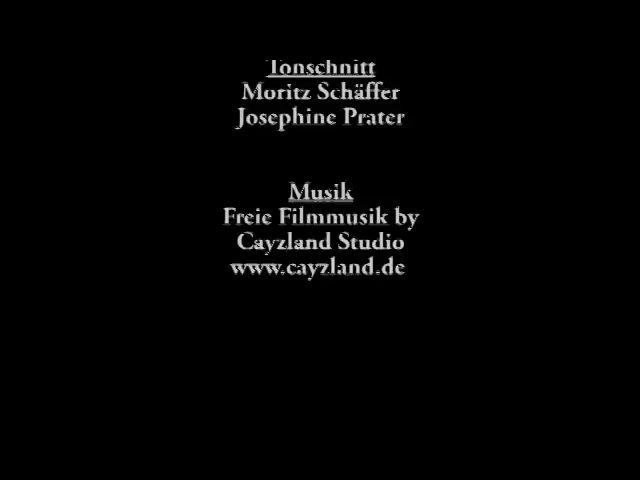 Tonschnitt
Moritz Schäffer
Josephine Prater
Musik
Freie Filmmusik by
Cayzland Studio
www.cayzland.de